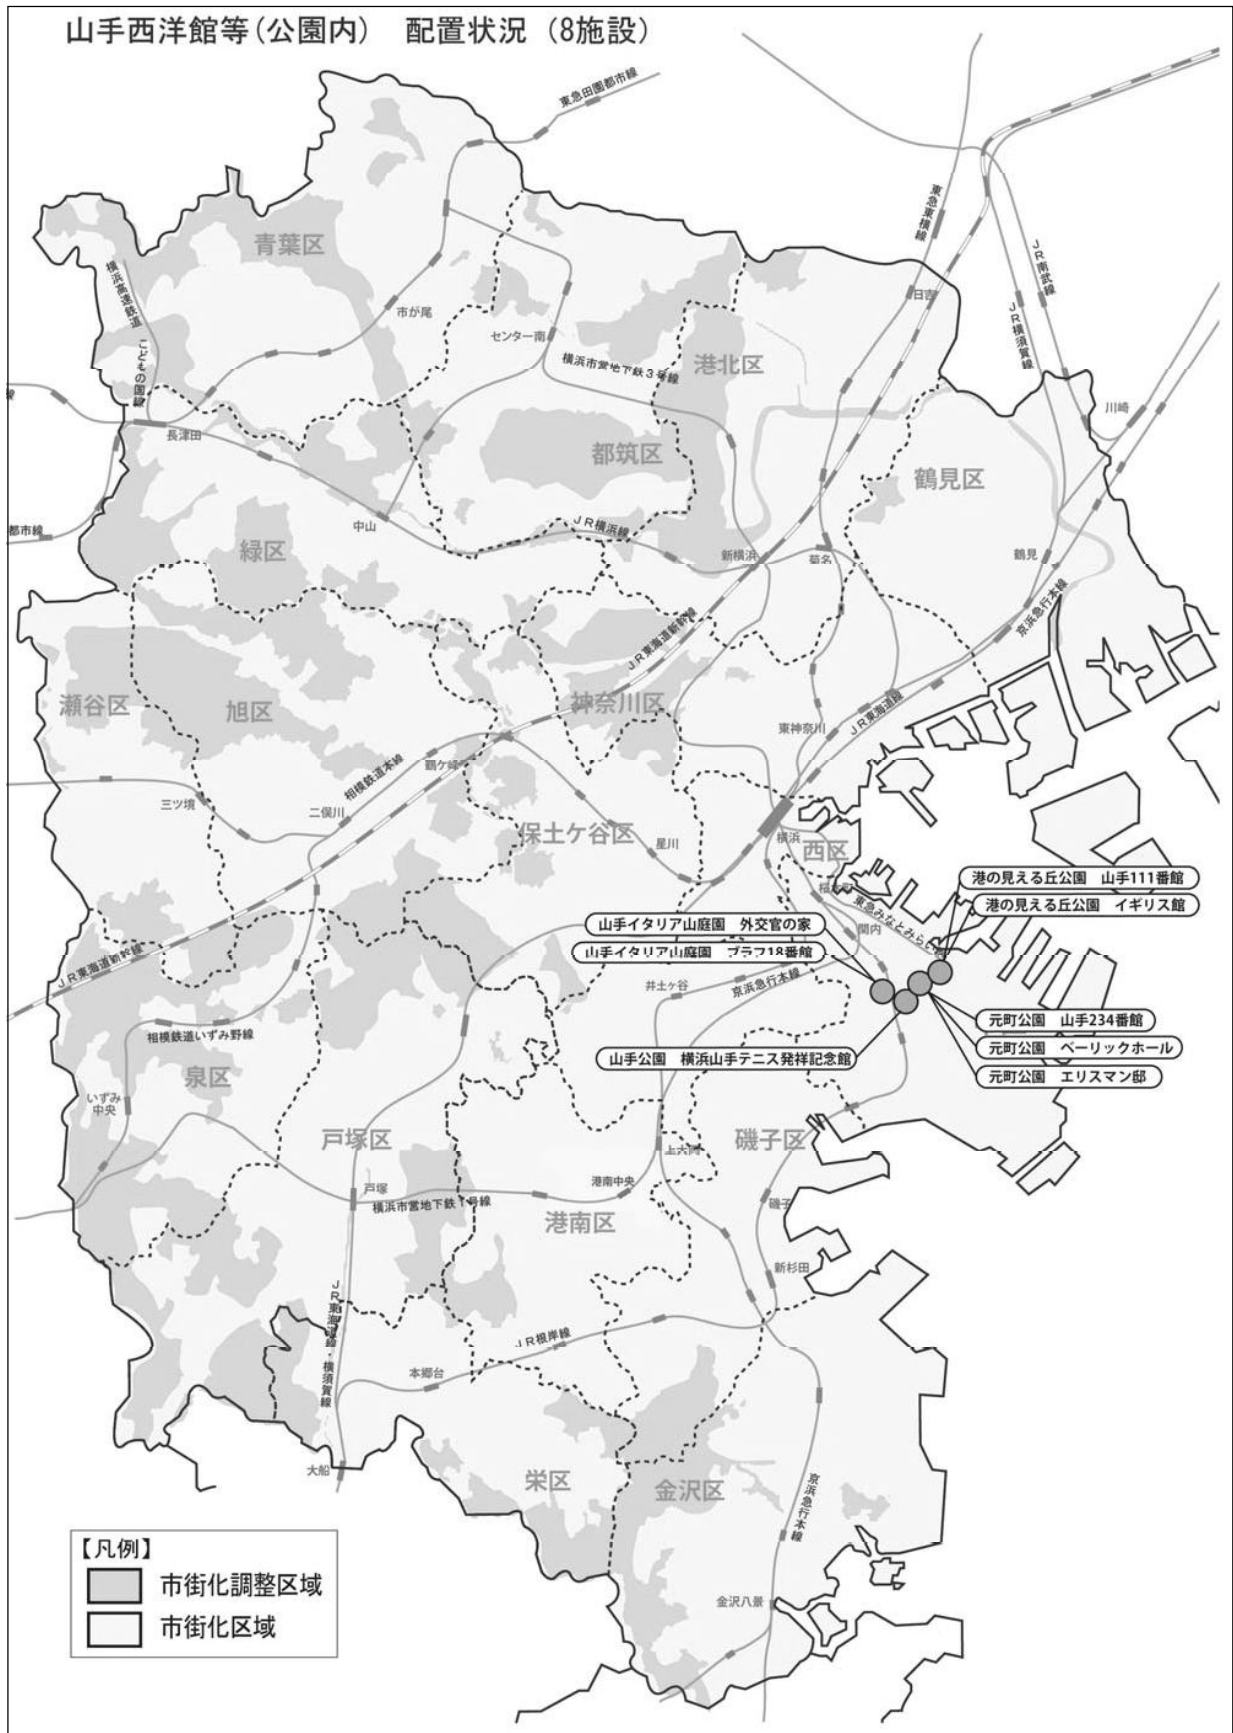 山手西洋館等(公園内)　配置状況（8施設）
東急田園都市線
東急東横線
JR南武線
JR横須賀線
青葉区
横浜高速鉄道 こどもの国線
市が尾
センター南
横浜市営地下鉄3号線
港北区
日吉
川崎
長津田
都筑区
鶴見区
都市線
中山
JR横浜線
緑区
新横浜
菊名
鶴見
京浜急行本線
JR東海道新幹線
瀬谷区
旭区
神奈川区
東神奈川
JR東海道線
相模鉄道本線
鶴ケ峰
三ツ境
二俣川
保土ケ谷区
星川
横浜
西区
桜木町
東急みなとみらい
関内
港の見える丘公園　山手111番館
港の見える丘公園　イギリス館
山手イタリア山庭園　外交官の家
山手イタリア山庭園　ブラフ18番館
JR東海道新幹線
井土ヶ谷
京浜急行本線
相模鉄道いずみ野線
元町公園　山手234番館
元町公園　ベーリックホール
元町公園　エリスマン邸
山手公園　横浜山手テニス発祥記念館
泉区
いずみ
中央
戸塚区
磯子区
上大岡
戸塚
横浜市営地下鉄1号線
港南中央
港南区
磯子
新杉田
JR東海道線・横須賀線
JR根岸線
本郷台
大船
栄区
金沢区
京浜急行本線
金沢八景
【凡例】
市街化調整区域
市街化区域